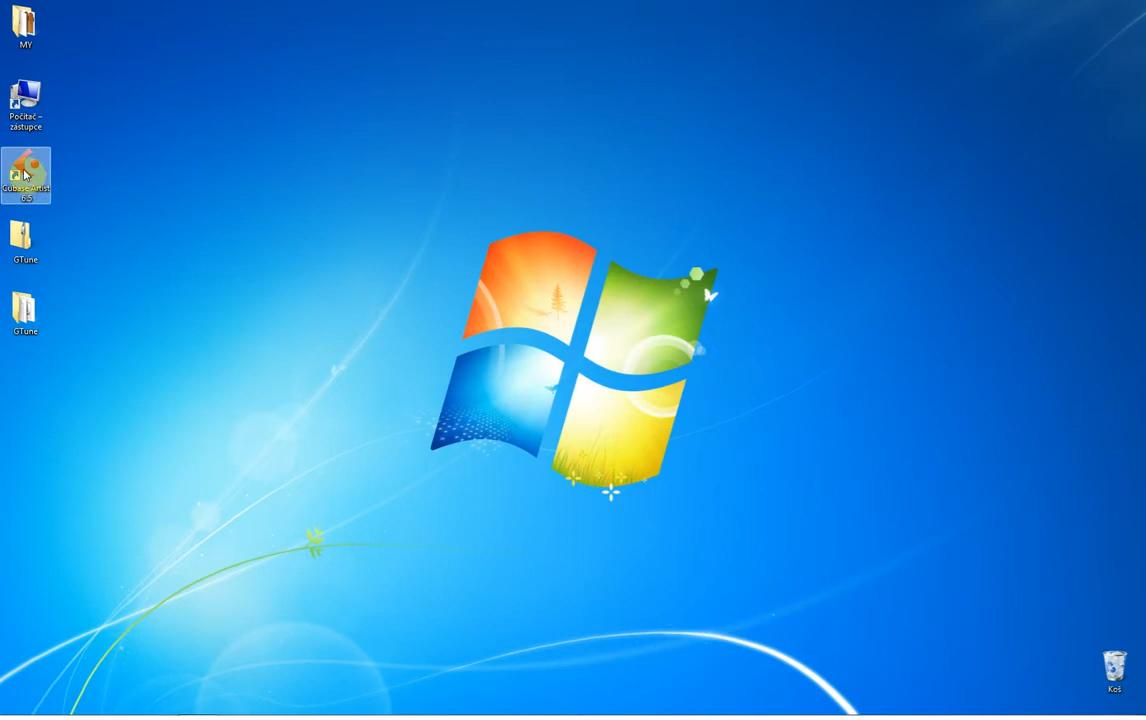 MY
Počítač –
zástupce
Cubase Artist
6.5
GTune
GTune
Koš